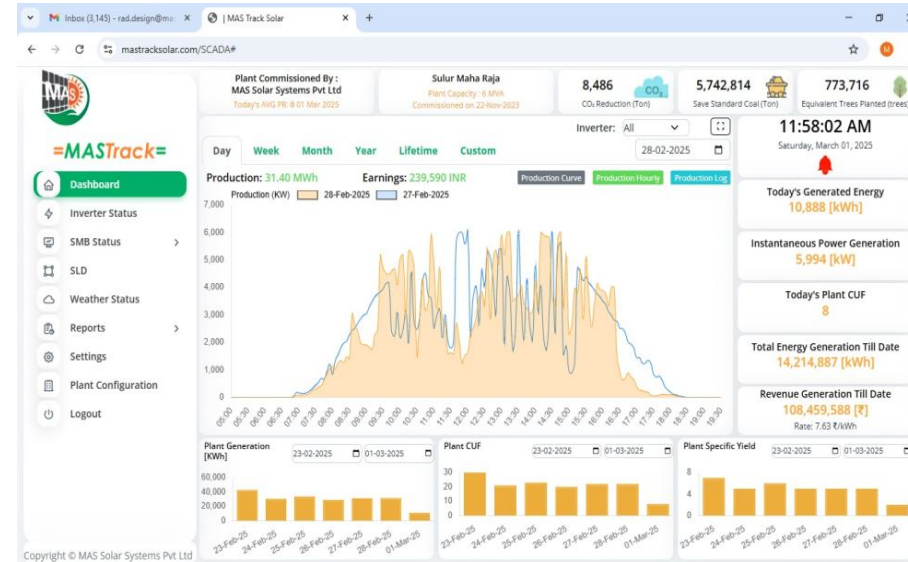 Inbox (3,145) - rad.design@ma
| MAS Track Solar
mastracksolar.com/SCADA#
M
MAS
=MASTrack=
Dashboard
Inverter Status
SMB Status
SLD
Weather Status
Reports
Settings
Plant Configuration
Logout
Copyright © MAS Solar Systems Pvt Ltd
Plant Commissioned By :
MAS Solar Systems Pvt Ltd
Today's AVG PR: 0 01 Mar 2025
Sulur Maha Raja
Plant Capacity : 6 MVA
Commissioned on 22-Nov-2023
8,486
CO₂ Reduction (Ton)
CO₂
5,742,814
Save Standard Coal (Ton)
773,716
Equivalent Trees Planted (trees)
Inverter: All
Day Week Month Year Lifetime Custom
28-02-2025
Production: 31.40 MWh Earnings: 239,590 INR
Production Curve Production Hourly Production Log
Production (KW) 28-Feb-2025 27-Feb-2025
7,000
6,000
5,000
4,000
3,000
2,000
1,000
0
05:00 05:30 06:00 06:30 07:00 07:30 08:00 08:30 09:00 09:30 10:00 10:30 11:00 11:30 12:00 12:30 13:00 13:30 14:00 14:30 15:00 15:30 16:00 16:30 17:00 17:30 18:00 18:30 19:00 19:30
11:58:02 AM
Saturday, March 01, 2025
Today's Generated Energy
10,888 [kWh]
Instantaneous Power Generation
5,994 [kW]
Today's Plant CUF
8
Total Energy Generation Till Date
14,214,887 [kWh]
Revenue Generation Till Date
108,459,588 [₹]
Rate: 7.63 ₹/kWh
Plant Generation
[KWh]
23-02-2025 01-03-2025
60,000
40,000
20,000
0
23-Feb-25 24-Feb-25 25-Feb-25 26-Feb-25 27-Feb-25 28-Feb-25 01-Mar-25
Plant CUF
23-02-2025 01-03-2025
30
20
10
0
23-Feb-25 24-Feb-25 25-Feb-25 26-Feb-25 27-Feb-25 28-Feb-25 01-Mar-25
Plant Specific Yield
23-02-2025 01-03-2025
8
4
0
23-Feb-25 24-Feb-25 25-Feb-25 26-Feb-25 27-Feb-25 28-Feb-25 01-Mar-25